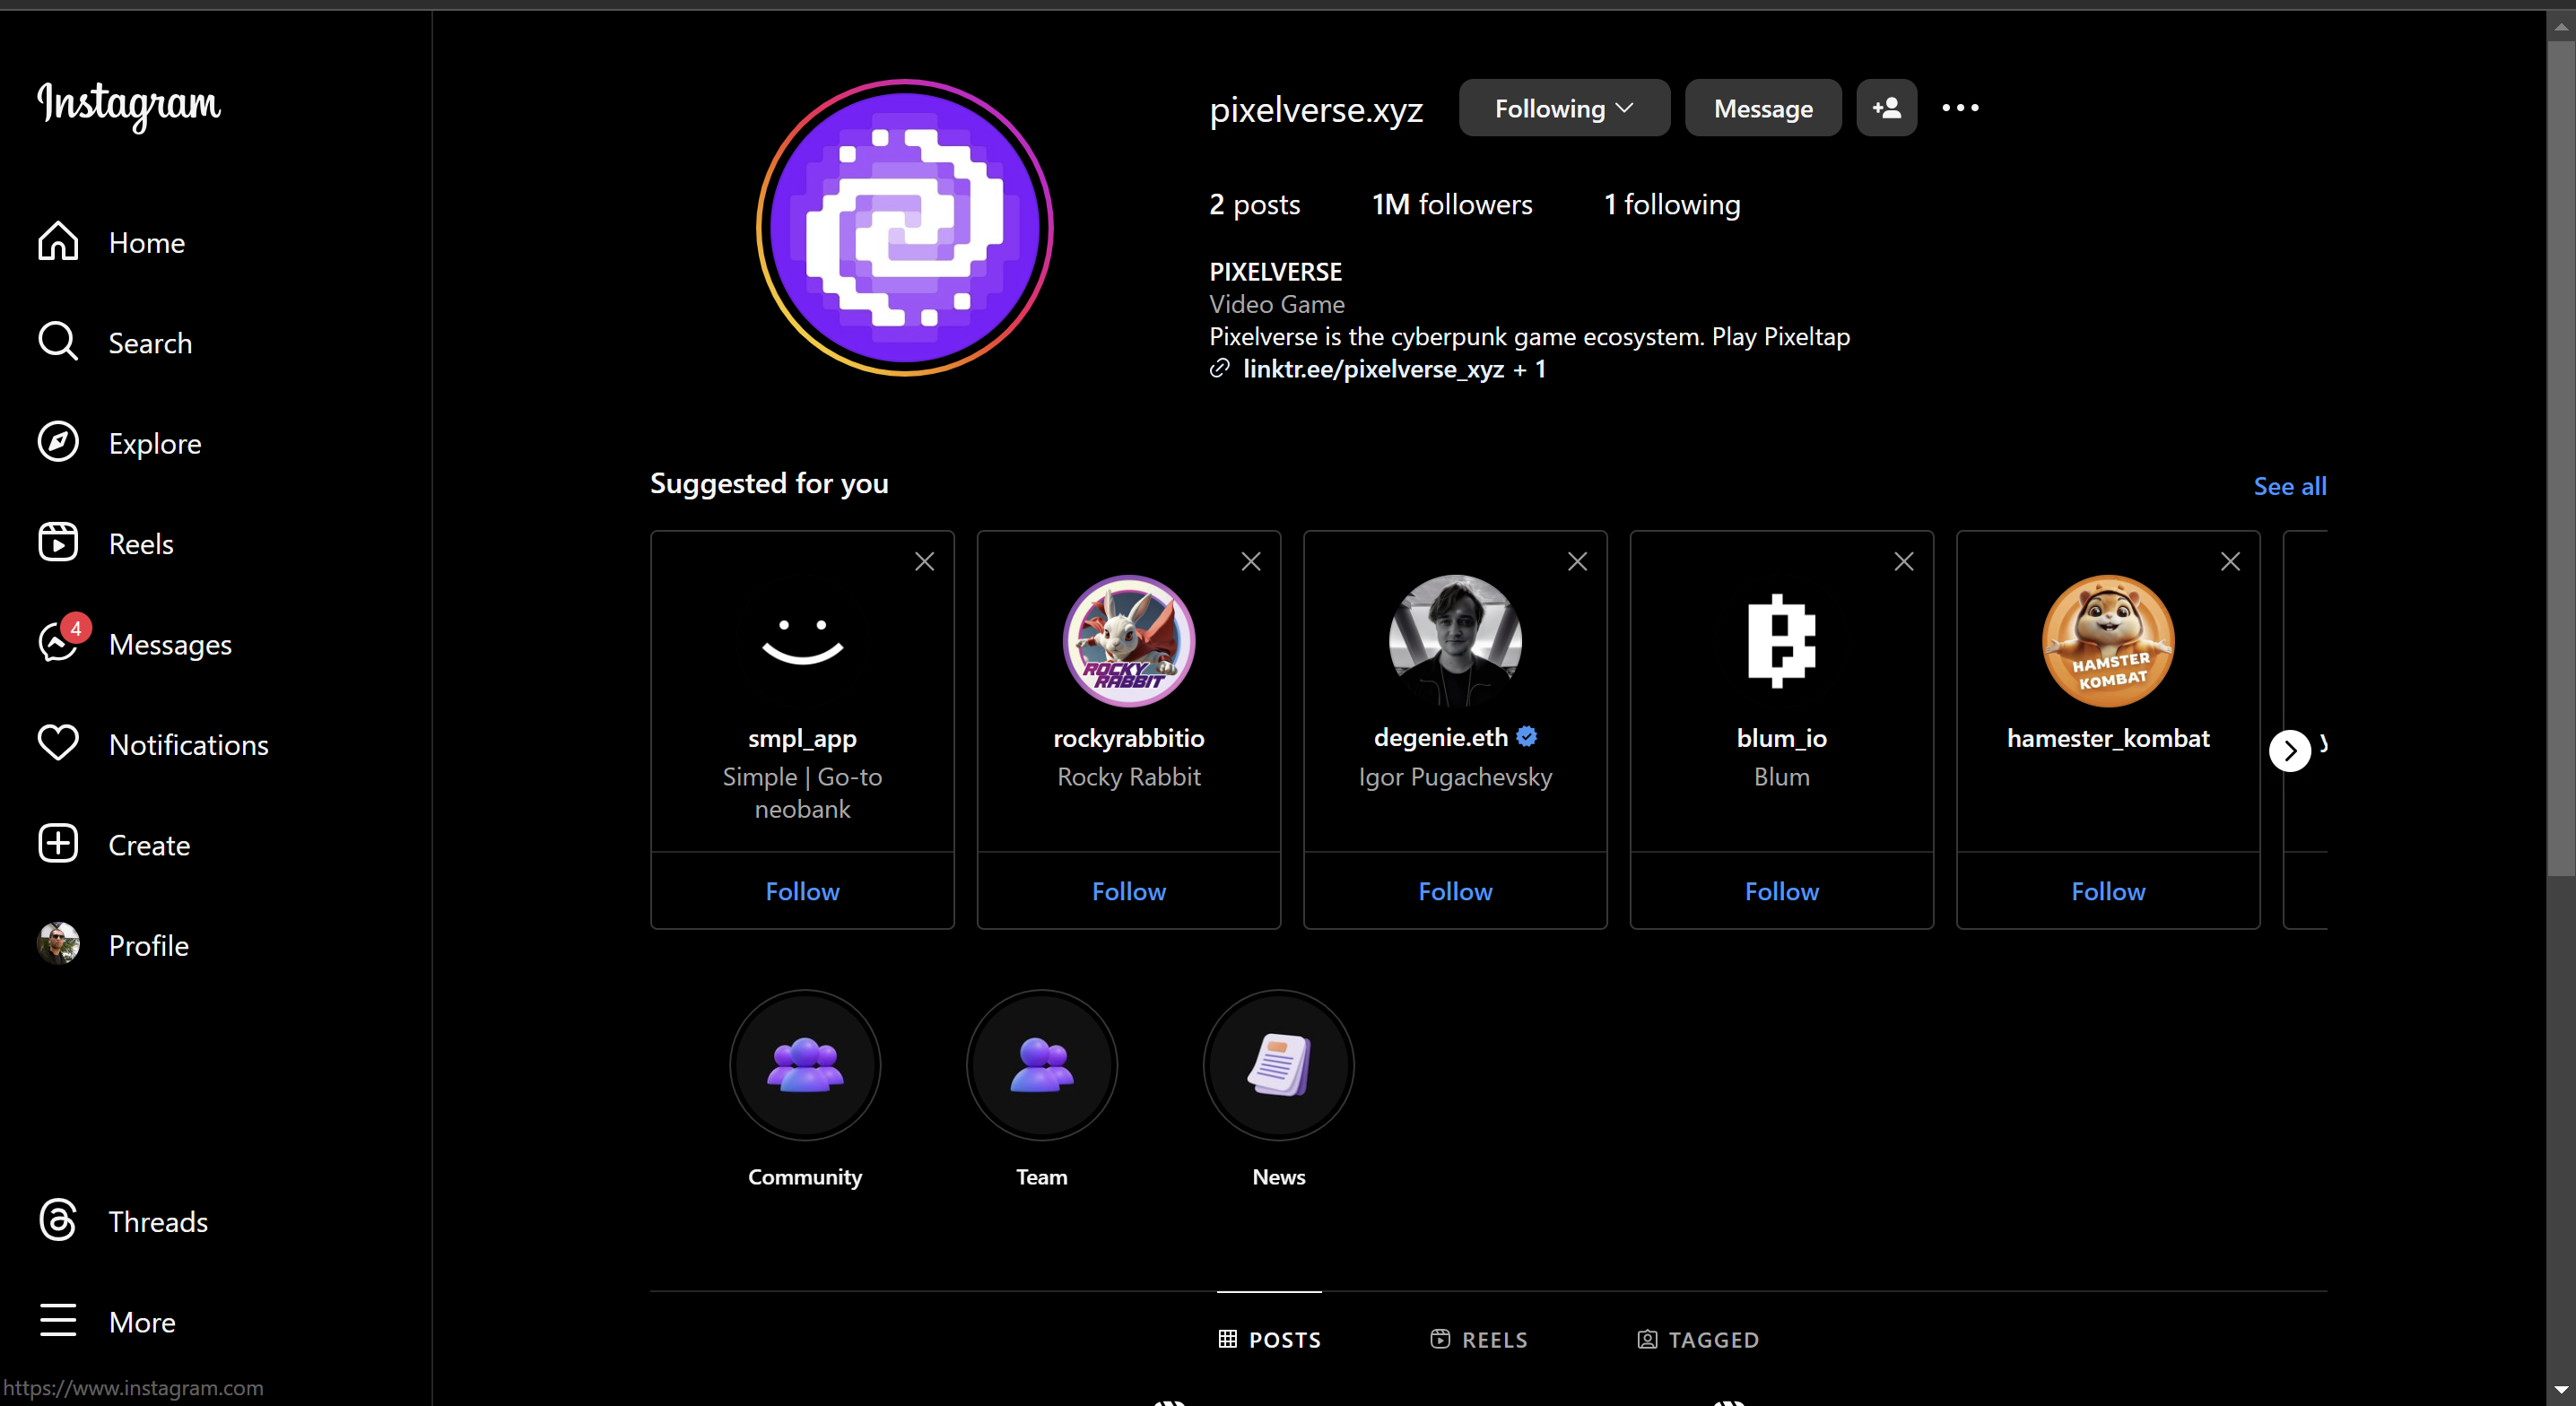 Instagram
Home
Search
Explore
Reels
4
Messages
Notifications
Create
Profile
Threads
More
https://www.instagram.com
pixelverse.xyz
Following
Message
2 posts
1M followers
1 following
PIXELVERSE
Video Game
Pixelverse is the cyberpunk game ecosystem. Play Pixeltap
linktr.ee/pixelverse_xyz + 1
Suggested for you
See all
smpl_app
Simple | Go-to
neobank
Follow
ROCKY
RABBIT
rockyrabbitio
Rocky Rabbit
Follow
degenie.eth
Igor Pugachevsky
Follow
blum_io
Blum
Follow
HAMSTER
KOMBAT
hamester_kombat
Follow
Community
Team
News
POSTS
REELS
TAGGED